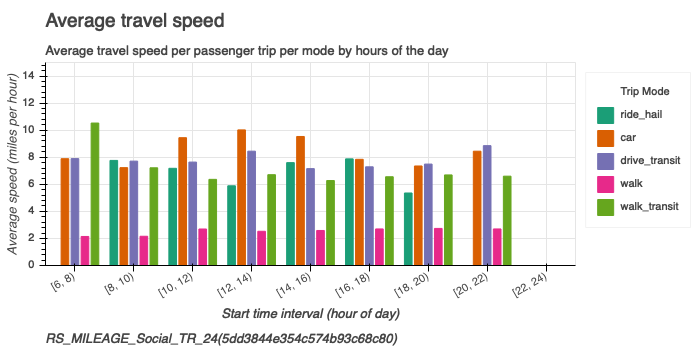 Average travel speed
Average travel speed per passenger trip per mode by hours of the day
Average speed (miles per hour)
14
12
10
8
6
4
2
0
[6, 8)
[8, 10)
[10, 12)
[12, 14)
[14, 16)
[16, 18)
[18, 20)
[20, 22)
[22, 24)
Start time interval (hour of day)
Trip Mode
ride_hail
car
drive_transit
walk
walk_transit
RS_MILEAGE_Social_TR_24(5dd3844e354c574b93c68c80)